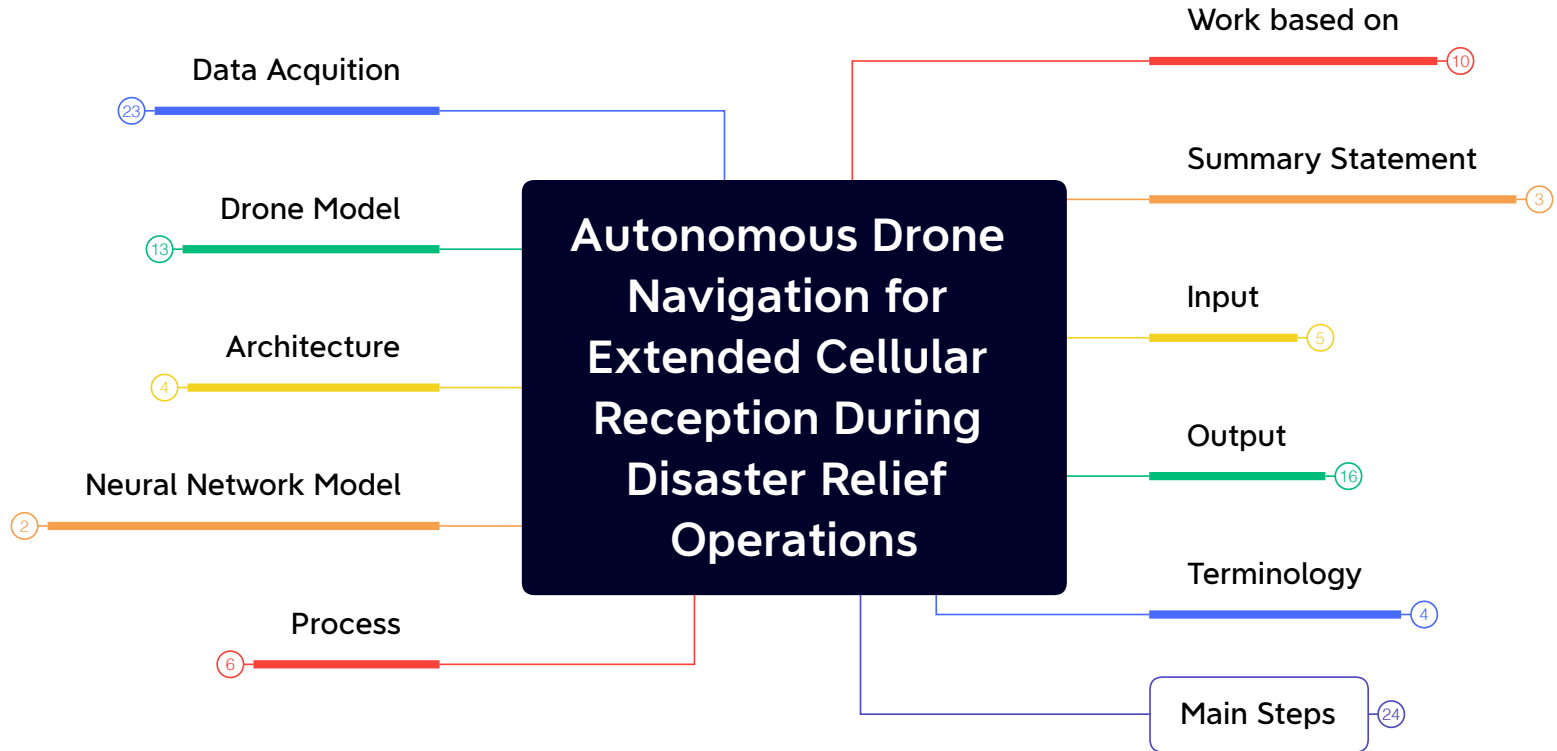 Work based on
10
Data Acquition
23
Summary Statement
3
Drone Model
13
Autonomous Drone
Navigation for
Extended Cellular
Reception During
Disaster Relief
Operations
Input
5
Architecture
4
Output
16
Neural Network Model
2
Terminology
4
Process
6
Main Steps
24